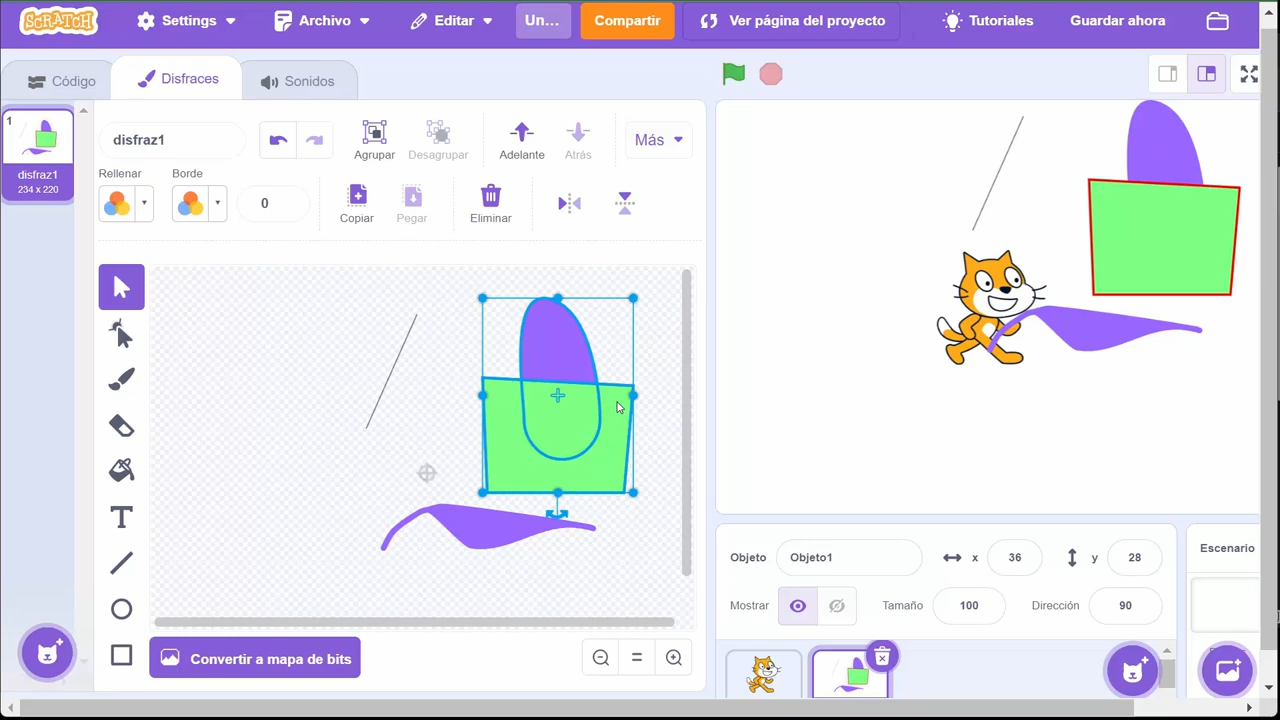 SCRATCH
Settings
Archivo
Editar
Un...
Compartir
Ver página del proyecto
Tutoriales
Guardar ahora
Código
Disfraces
Sonidos
1
disfraz1
234 x 220
disfraz1
Agrupar
Desagrupar
Adelante
Atrás
Más
Rellenar
Borde
0
Copiar
Pegar
Eliminar
T
Convertir a mapa de bits
Objeto
Objeto1
x
36
y
28
Mostrar
Tamaño
100
Dirección
90
Escenario